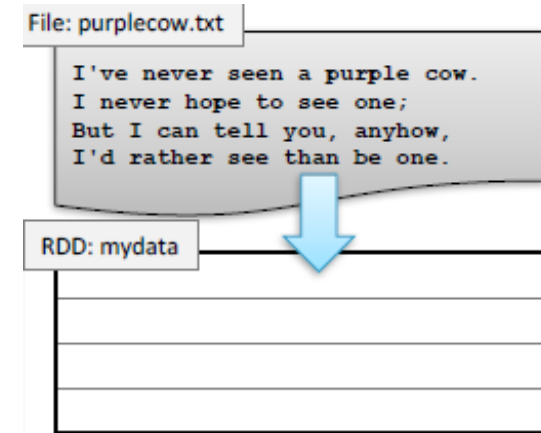 File: purplecow.txt
I've never seen a purple cow.
I never hope to see one;
But I can tell you, anyhow,
I'd rather see than be one.
RDD: mydata